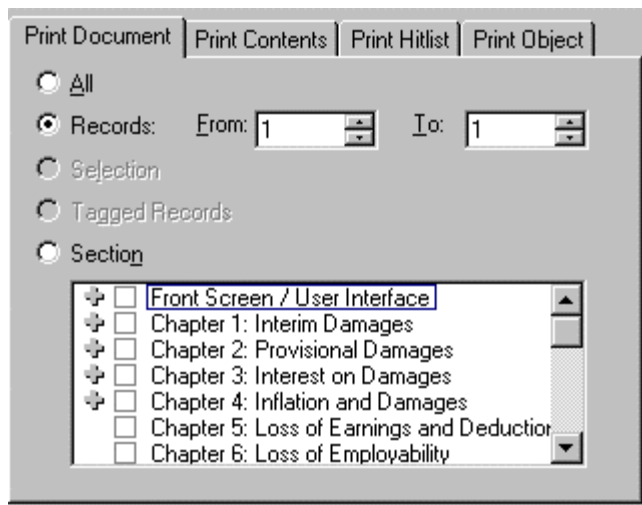 Print Document Print Contents Print Hitlist Print Object
All
Records: From: 1 To: 1
Selection
Tagged Records
Section
Front Screen / User Interface
Chapter 1: Interim Damages
Chapter 2: Provisional Damages
Chapter 3: Interest on Damages
Chapter 4: Inflation and Damages
Chapter 5: Loss of Earnings and Deduction
Chapter 6: Loss of Employability